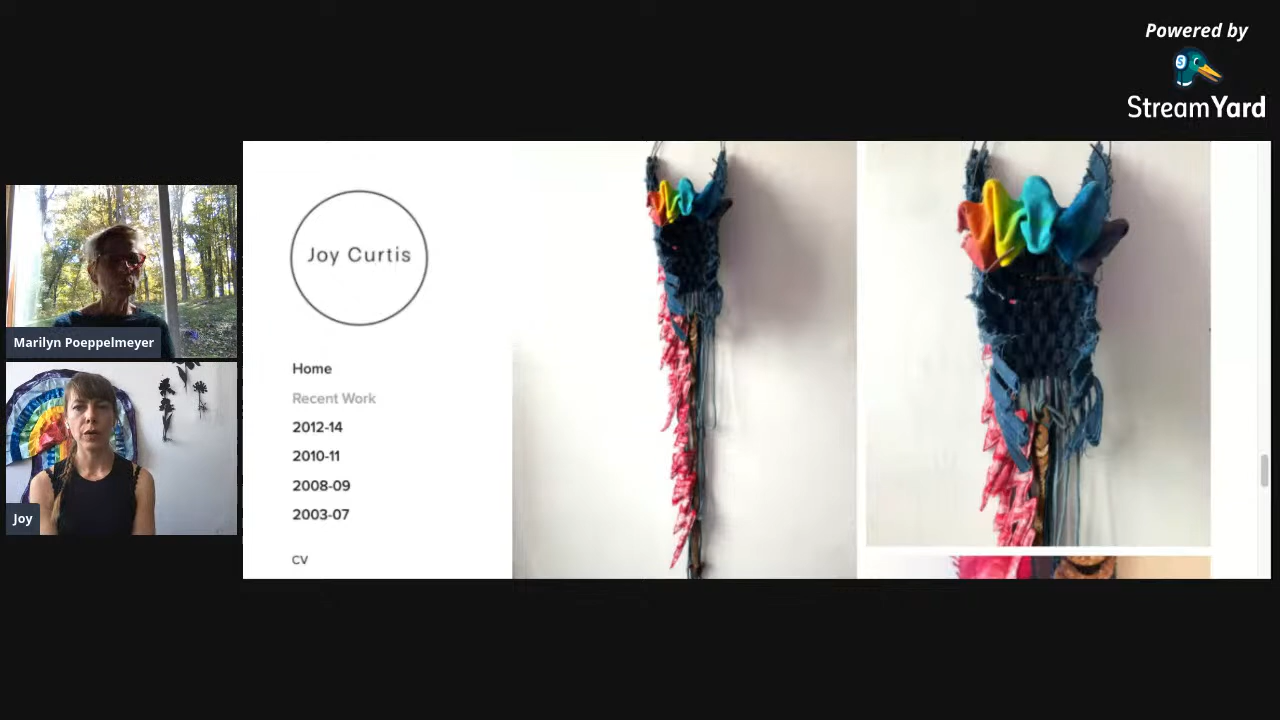 Powered by
StreamYard
Marilyn Poeppelmeyer
Joy
Joy Curtis
Home
Recent Work
2012-14
2010-11
2008-09
2003-07
CV